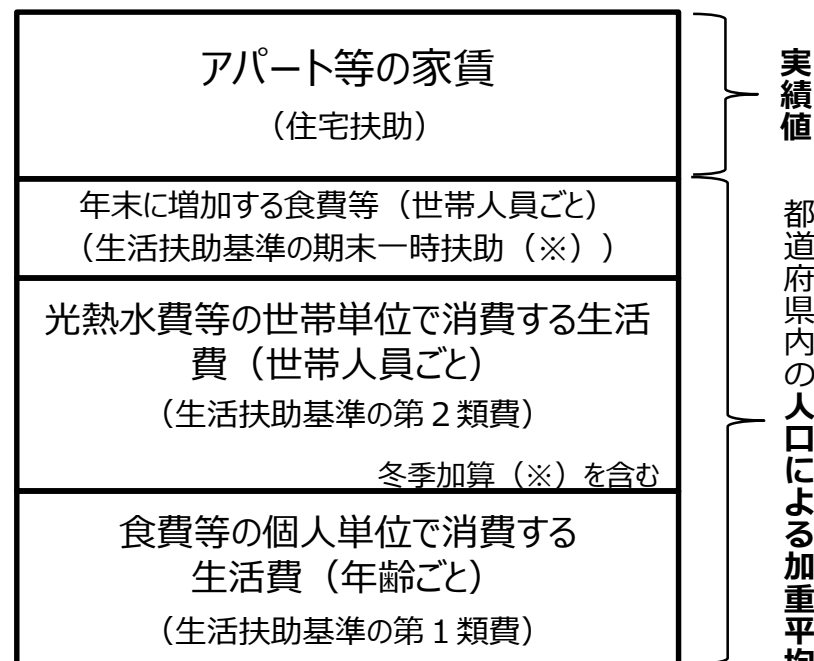 アパート等の家賃
（住宅扶助）
年末に増加する食費等（世帯人員ごと）
（生活扶助基準の期末一時扶助（※））
光熱水費等の世帯単位で消費する生活
費（世帯人員ごと）
（生活扶助基準の第２類費）
冬季加算（※）を含む
食費等の個人単位で消費する
生活費（年齢ごと）
（生活扶助基準の第１類費）
実績値
都道府県内の人口による加重平均